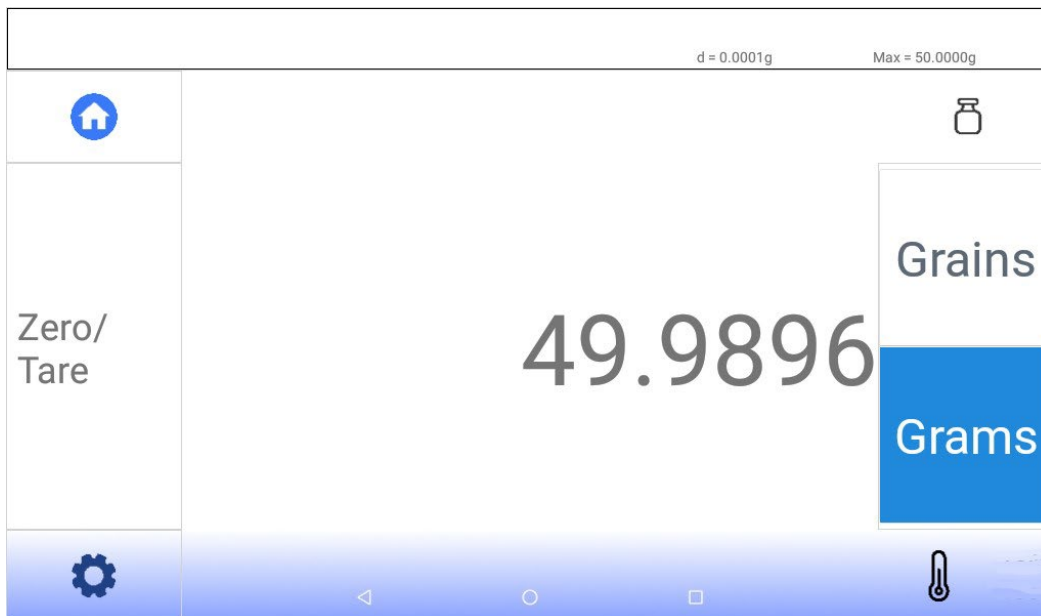 d = 0.0001g Max = 50.0000g
Grains
Zero/
Tare
49.9896
Grams